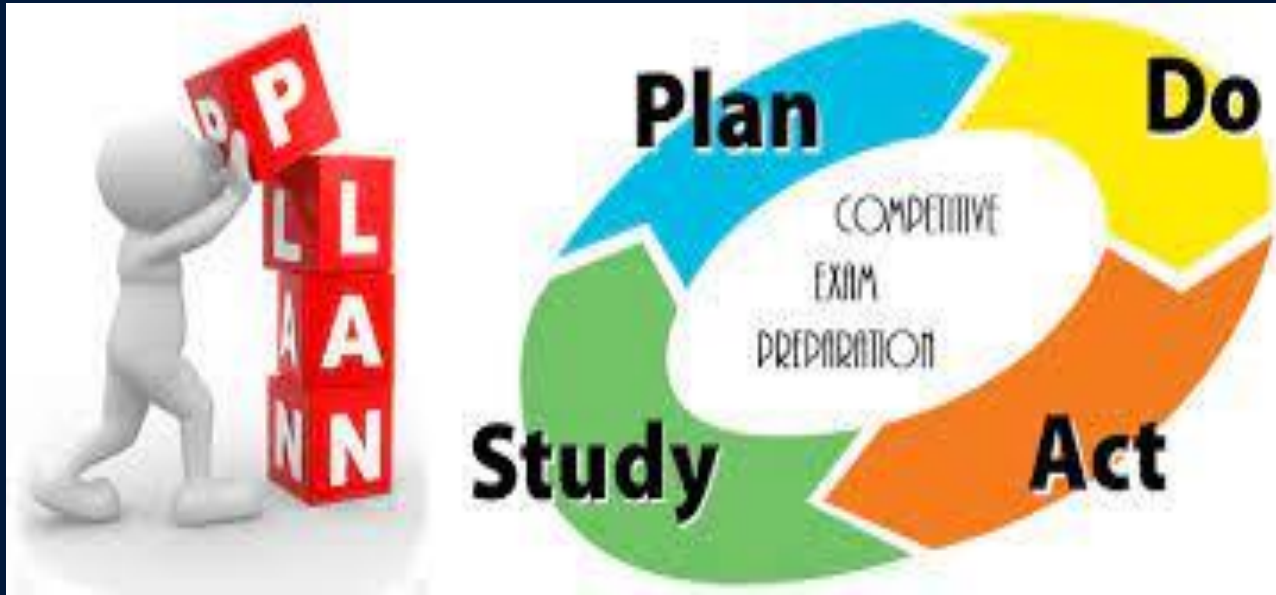 P P
L L
A A
N N
Plan
Do
COMPETITIVE
EXAM
PREPARATION
Study
Act